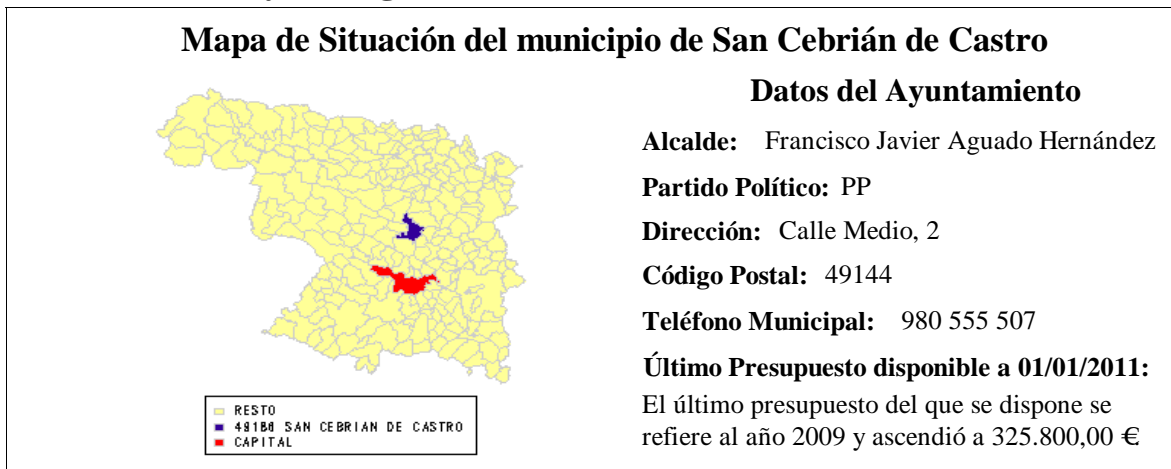 Mapa de Situación del municipio de San Cebrián de Castro
Datos del Ayuntamiento
Alcalde: Francisco Javier Aguado Hernández
Partido Político: PP
Dirección: Calle Medio, 2
Código Postal: 49144
Teléfono Municipal: 980 555 507
Último Presupuesto disponible a 01/01/2011:
El último presupuesto del que se dispone se
refiere al año 2009 y ascendió a 325.800,00 €
RESTO
49186 SAN CEBRIAN DE CASTRO
CAPITAL